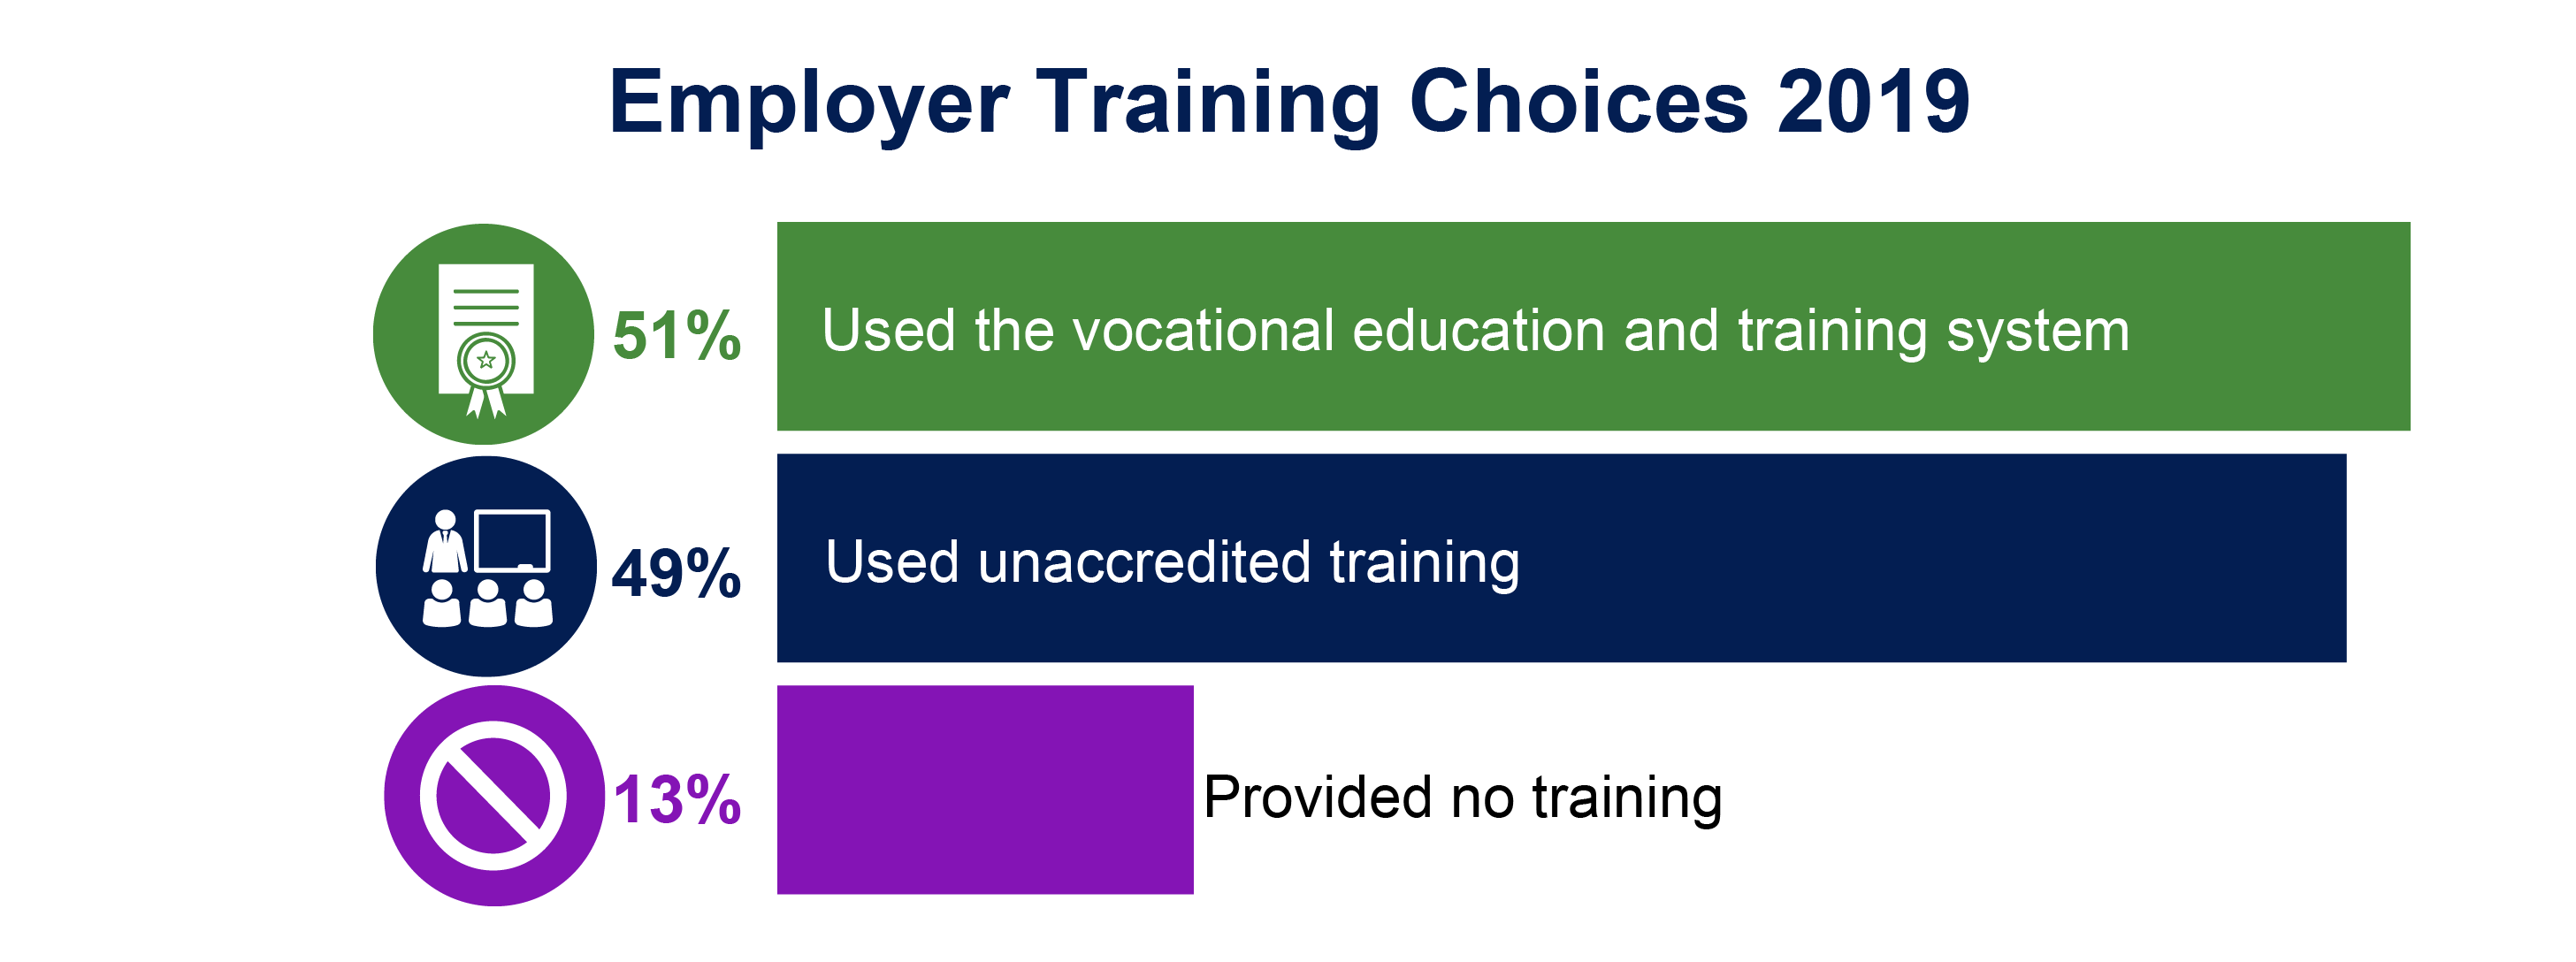 Employer Training Choices 2019
51% Used the vocational education and training system
49% Used unaccredited training
13% Provided no training